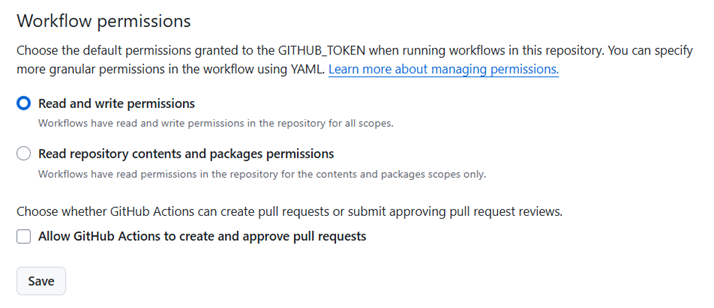 Workflow permissions
Choose the default permissions granted to the GITHUB_TOKEN when running workflows in this repository. You can specify
more granular permissions in the workflow using YAML. Learn more about managing permissions.
Read and write permissions
Workflows have read and write permissions in the repository for all scopes.
Read repository contents and packages permissions
Workflows have read permissions in the repository for the contents and packages scopes only.
Choose whether GitHub Actions can create pull requests or submit approving pull request reviews.
Allow GitHub Actions to create and approve pull requests
Save